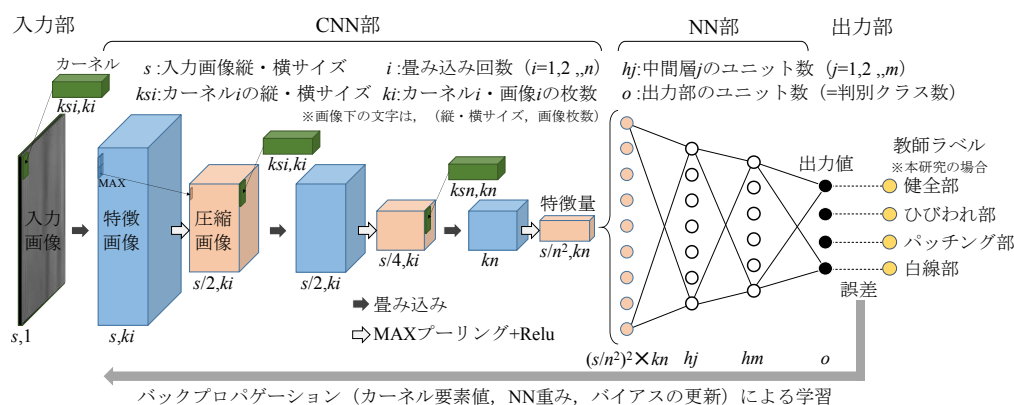 入力部
CNN部
NN部
出力部
カーネル
ksi,ki
s :入力画像縦・横サイズ
i :畳み込み回数（i=1,2 ,,n）
ksi:カーネルiの縦・横サイズ
ki:カーネルi・画像iの枚数
※画像下の文字は，（縦・横サイズ，画像枚数）
hj:中間層jのユニット数（j=1,2 ,,m）
o :出力部のユニット数（=判別クラス数）
入力
画像
s,1
MAX
特徴
画像
s,ki
ksi,ki
圧縮
画像
s/2,ki
s/2,ki
ksn,kn
s/4,ki
kn
特徴量
s/n²,kn
畳み込み
MAXプーリング+Relu
(s/n²)²×kn
hj
hm
o
出力値
教師ラベル
※本研究の場合
健全部
ひびわれ部
パッチング部
白線部
誤差
バックプロパゲーション（カーネル要素値，NN重み，バイアスの更新）による学習